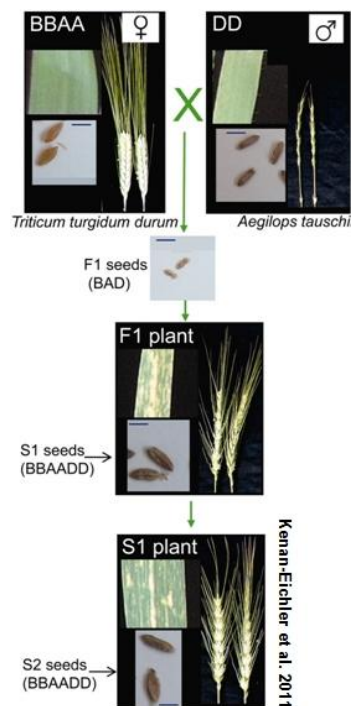 BBAA ♀
DD ♂
X
Triticum turgidum durum
Aegilops tauschii
F1 seeds
(BAD)
F1 plant
S1 seeds
(BBAADD)
S1 plant
S2 seeds
(BBAADD)
Kenan-Eichler et al. 2011